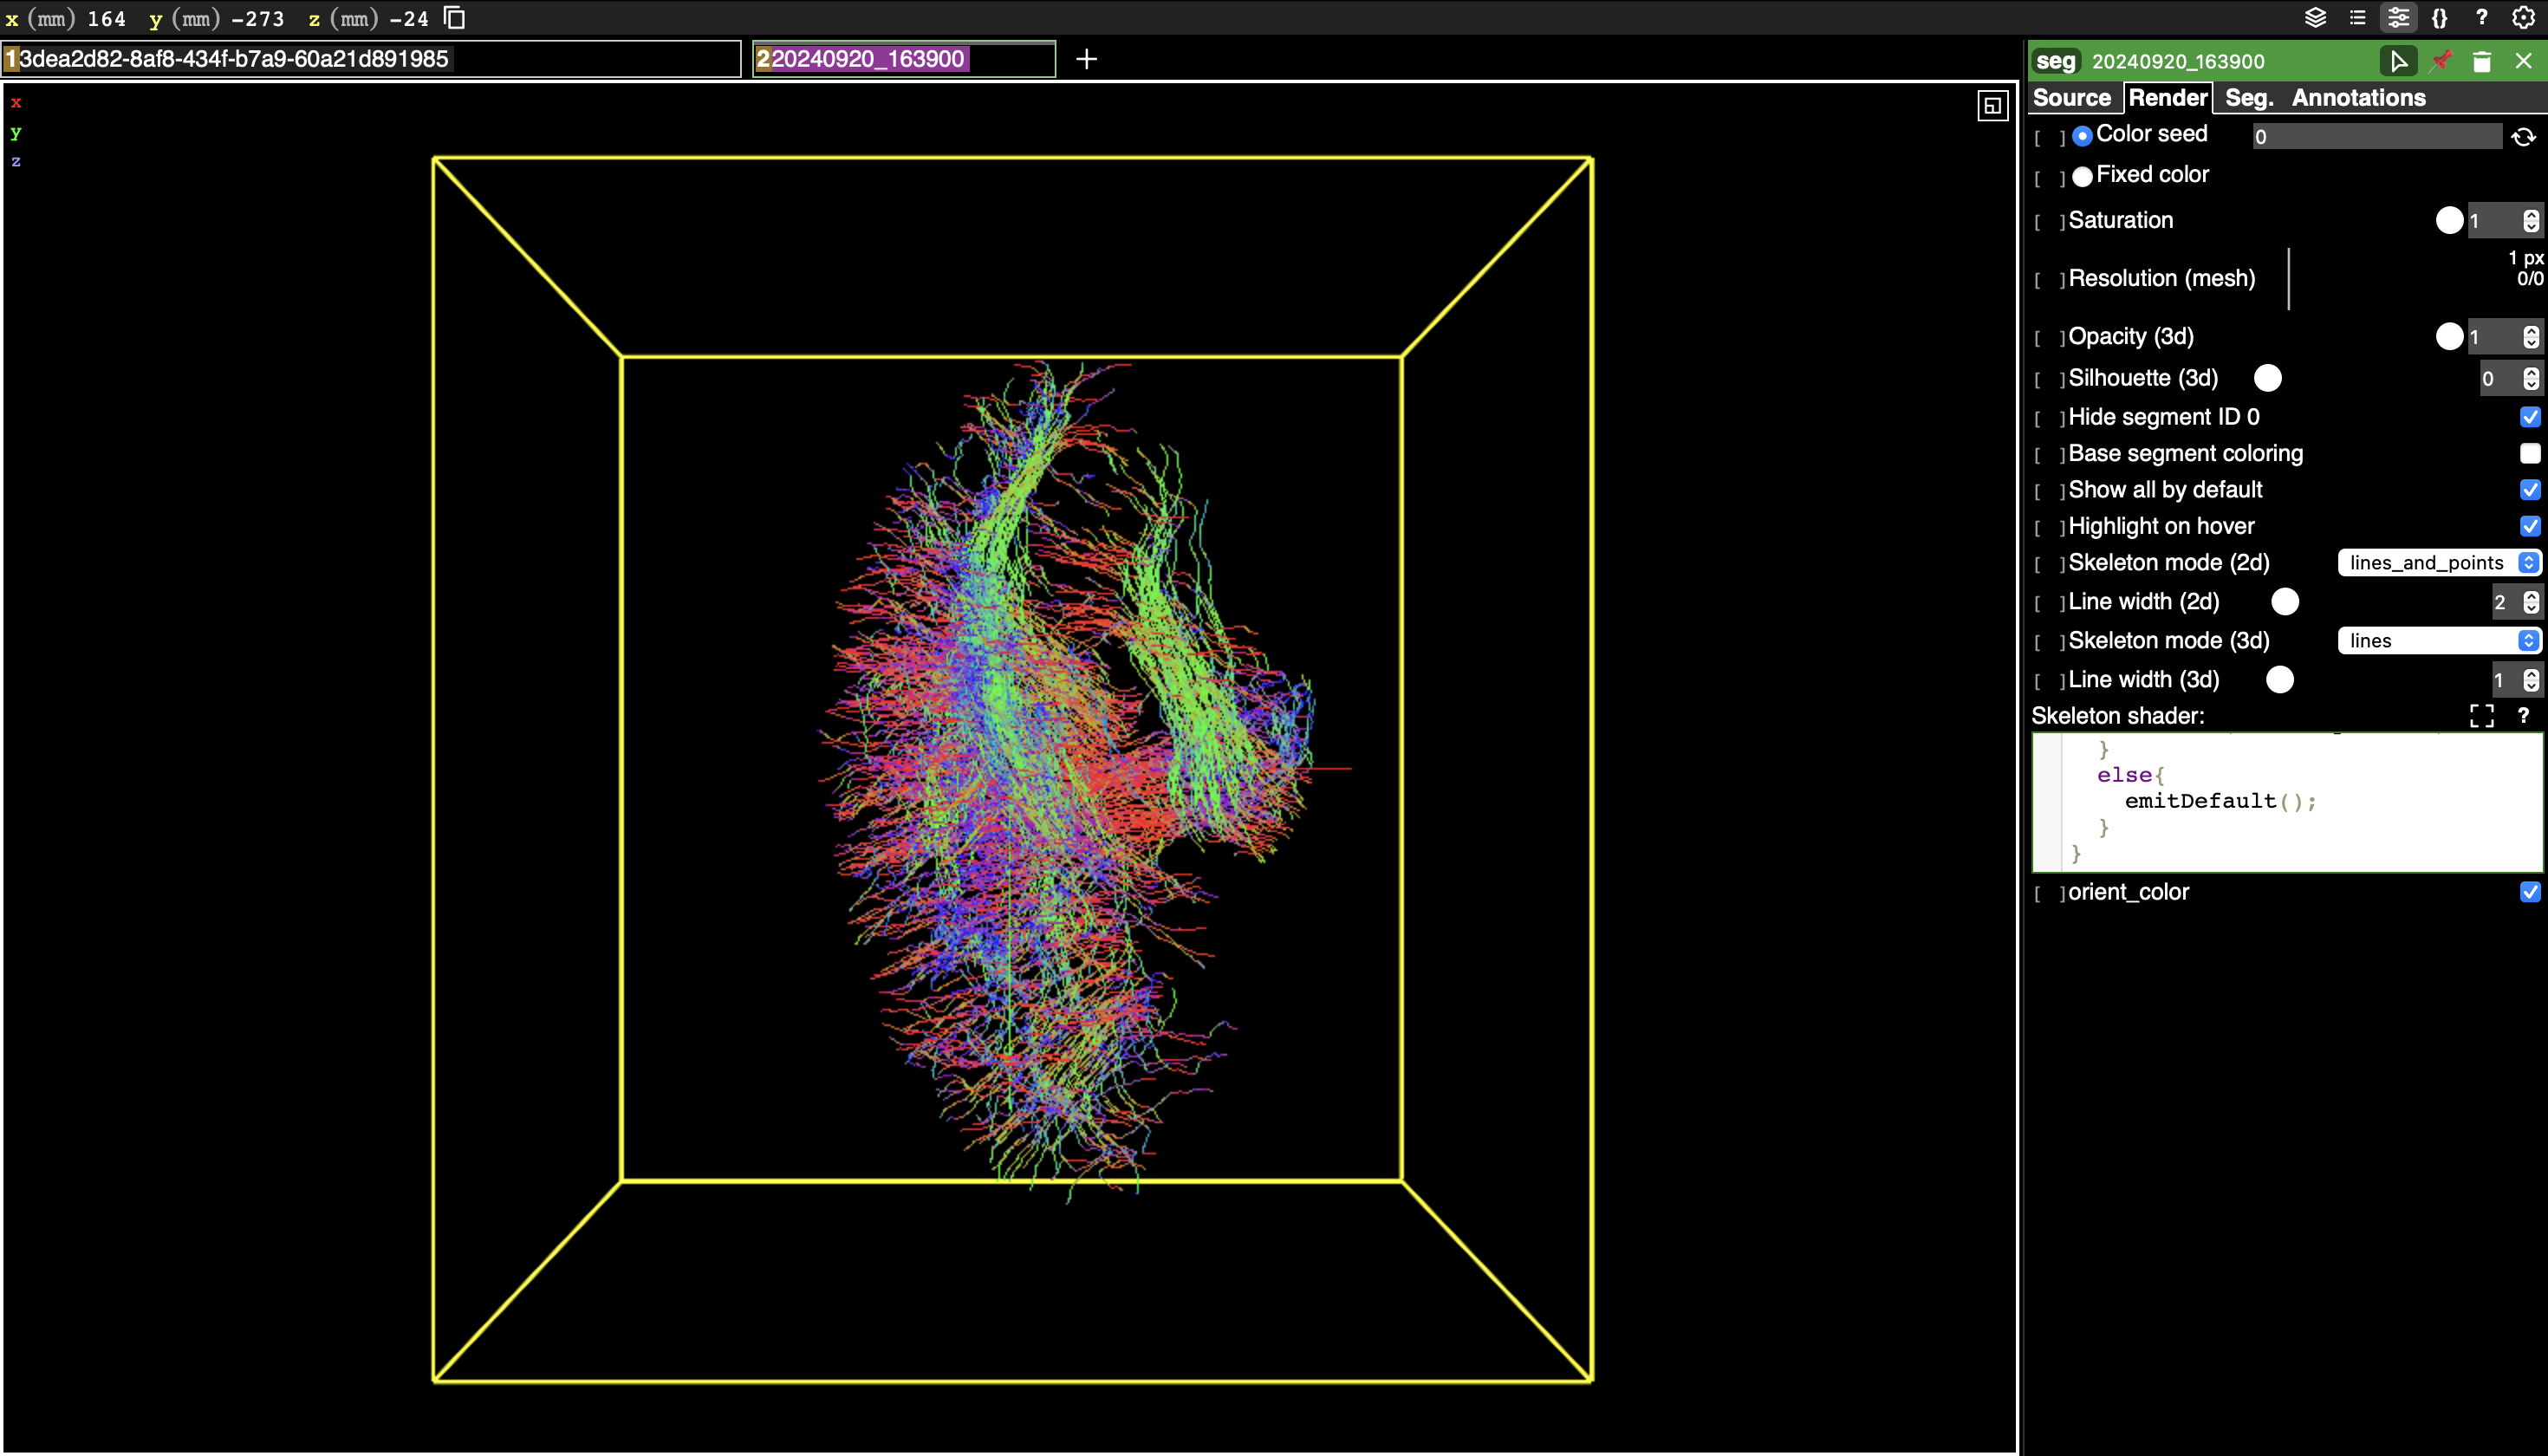 x (mm) 164 y (mm) -273 z (mm) -24
{} ?
1 3dea2d82-8af8-434f-b7a9-60a21d891985
2 20240920_163900 +
x
y
z
seg 20240920_163900
Source Render Seg. Annotations
[ ] Color seed 0
[ ] Fixed color
[ ] Saturation 1
[ ] Resolution (mesh) 1 px
0/0
[ ] Opacity (3d) 1
[ ] Silhouette (3d) 0
[ ] Hide segment ID 0
[ ] Base segment coloring
[ ] Show all by default
[ ] Highlight on hover
[ ] Skeleton mode (2d) lines_and_points
[ ] Line width (2d) 2
[ ] Skeleton mode (3d) lines
[ ] Line width (3d) 1
Skeleton shader: ?
}
else{
emitDefault();
}
}
[ ] orient_color